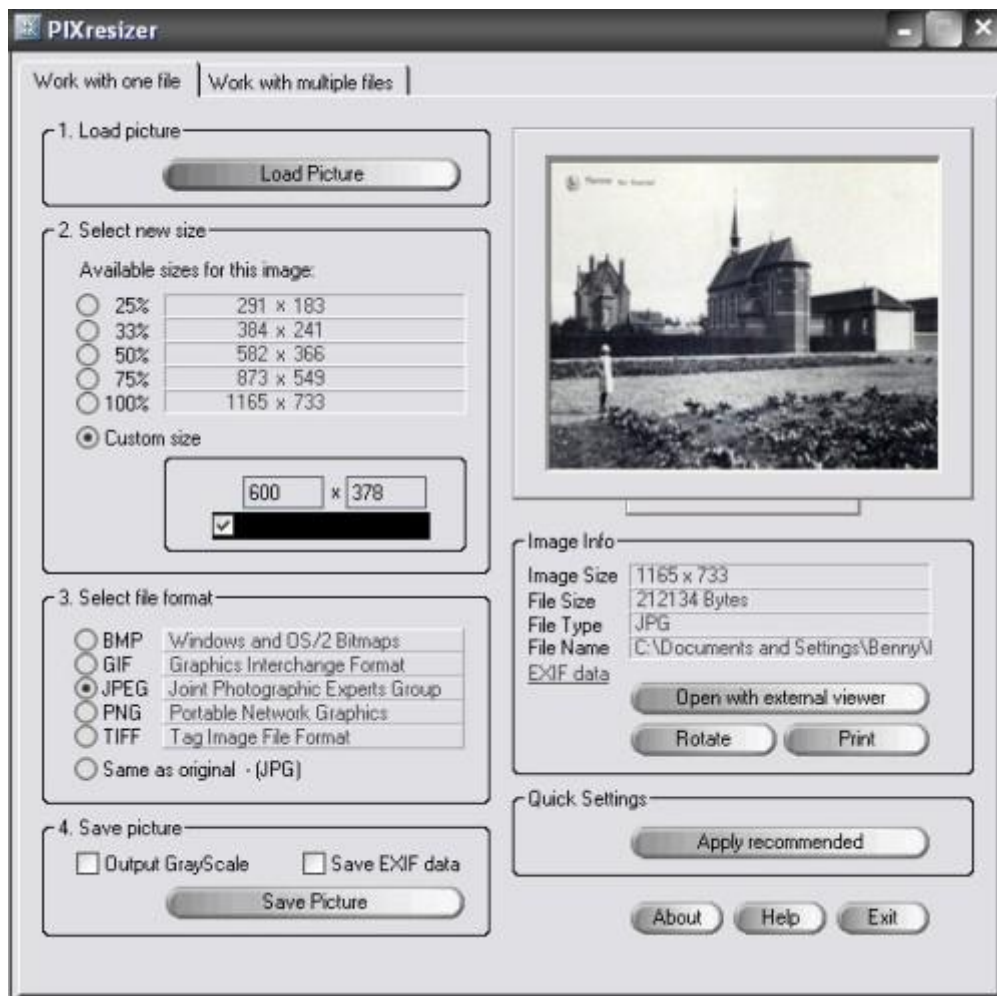 PIXresizer
Work with one file
Work with multiple files
1. Load picture
Load Picture
2. Select new size
Available sizes for this image:
25% 291 x 183
33% 384 x 241
50% 582 x 366
75% 873 x 549
100% 1165 x 733
Custom size
600 x 378
3. Select file format
BMP Windows and OS/2 Bitmaps
GIF Graphics Interchange Format
JPEG Joint Photographic Experts Group
PNG Portable Network Graphics
TIFF Tag Image File Format
Same as original - (JPG)
4. Save picture
Output GrayScale
Save EXIF data
Save Picture
Image Info
Image Size 1165 x 733
File Size 212134 Bytes
File Type JPG
File Name C:\Documents and Settings\Benny\
EXIF data
Open with external viewer
Rotate
Print
Quick Settings
Apply recommended
About
Help
Exit